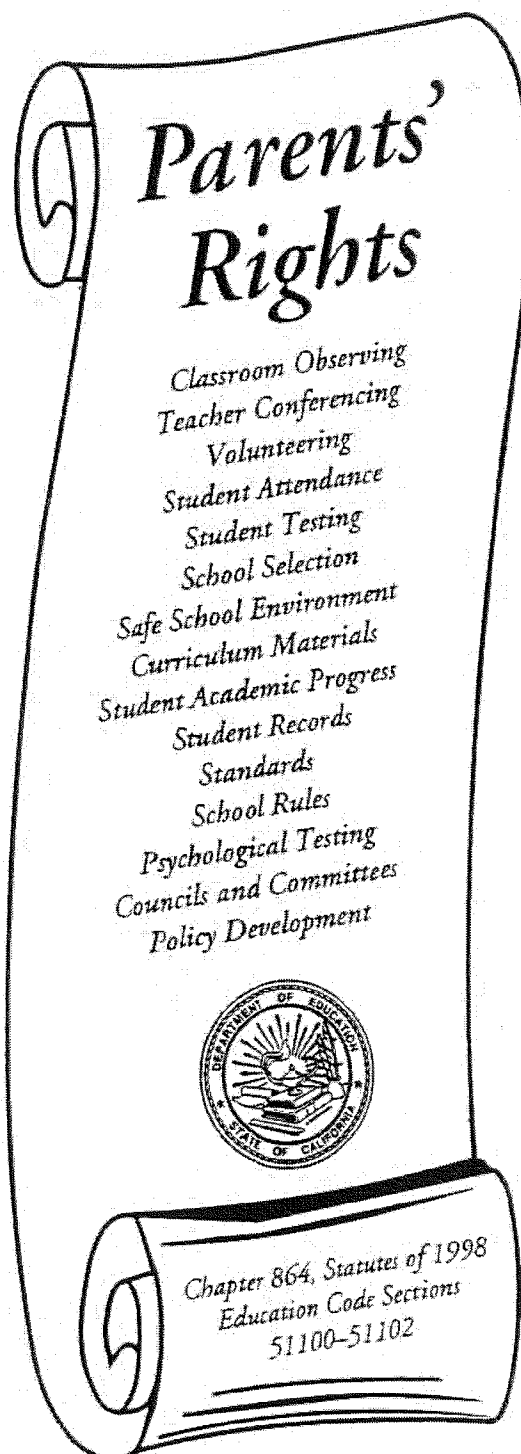 Parents'
Rights
Classroom Observing
Teacher Conferencing
Volunteering
Student Attendance
Student Testing
School Selection
Safe School Environment
Curriculum Materials
Student Academic Progress
Student Records
Standards
School Rules
Psychological Testing
Councils and Committees
Policy Development
DEPARTMENT OF EDUCATION
STATE OF CALIFORNIA
Chapter 864, Statutes of 1998
Education Code Sections
51100–51102